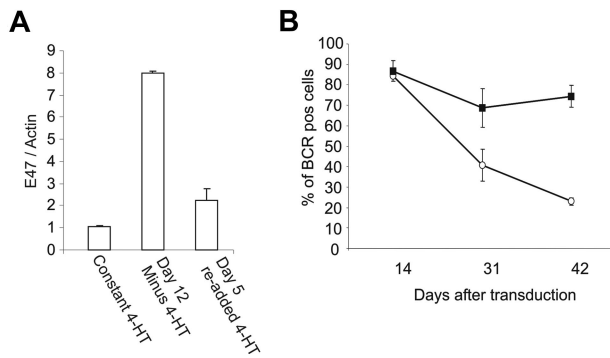 A
E47 / Actin
9
8
7
6
5
4
3
2
1
0
Constant 4-HT
Day 12
Minus 4-HT
Day 5
re-added 4-HT
B
% of BCR pos cells
100
90
80
70
60
50
40
30
20
10
0
14 31 42
Days after transduction